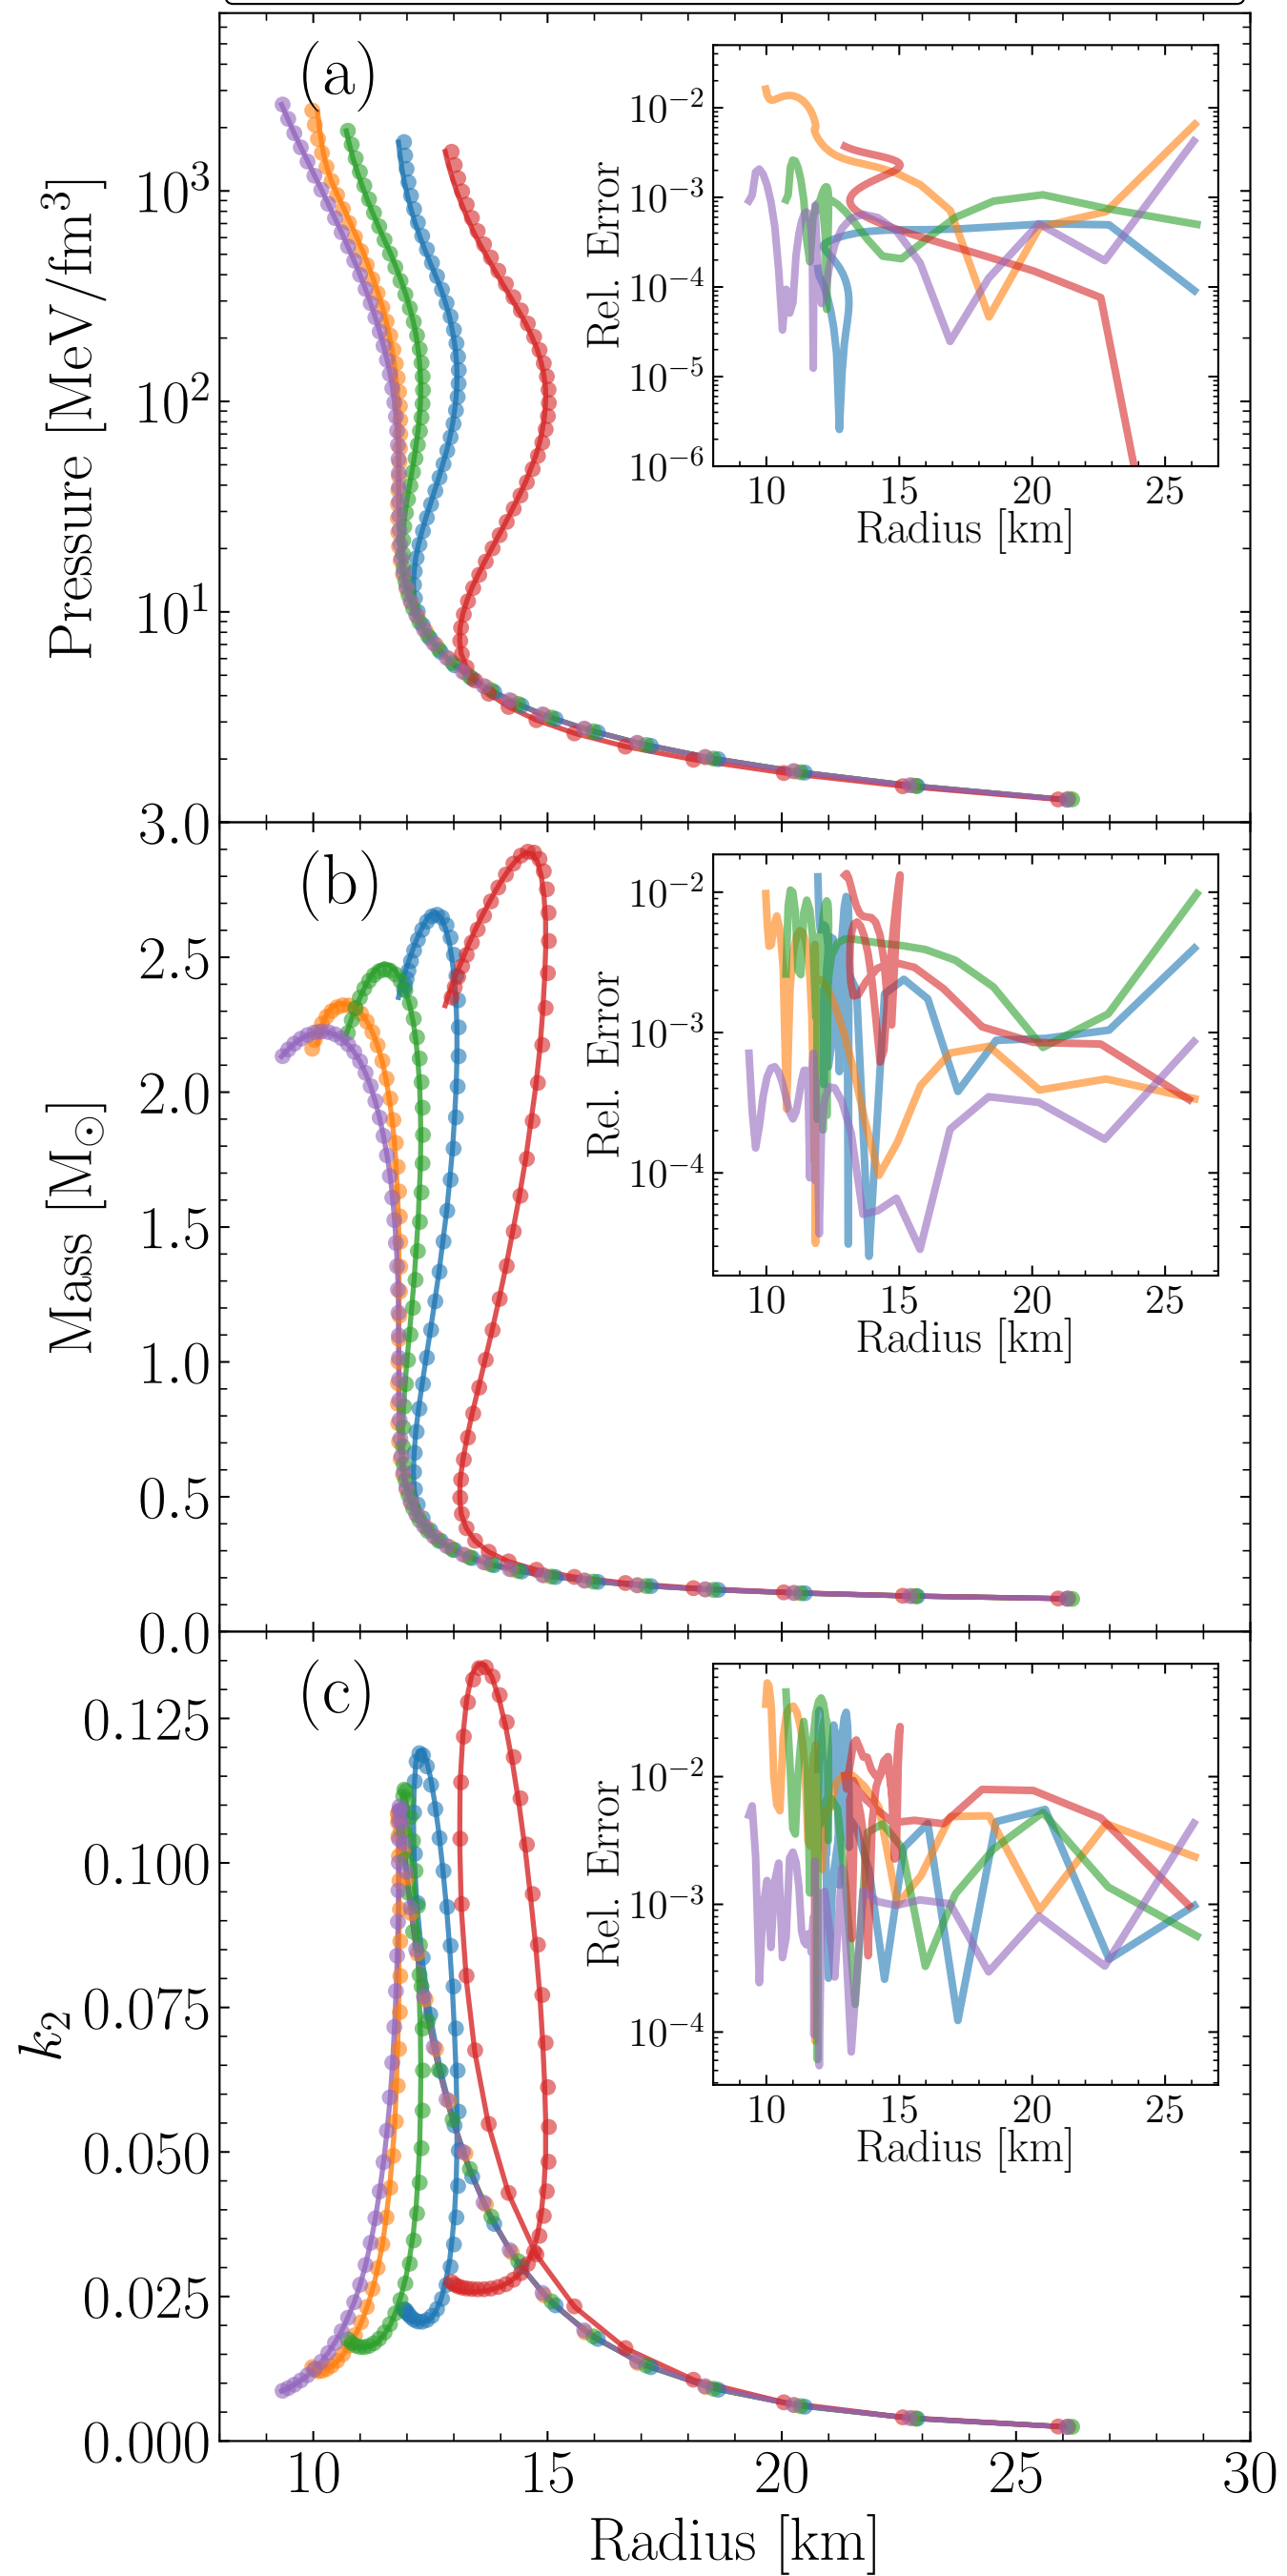 (a)
Pressure [MeV/fm³]
10³
10²
10¹
Rel. Error
10⁻²
10⁻³
10⁻⁴
10⁻⁵
10⁻⁶
10 15 20 25
Radius [km]
(b)
Mass [M⊙]
3.0
2.5
2.0
1.5
1.0
0.5
0.0
Rel. Error
10⁻²
10⁻³
10⁻⁴
10 15 20 25
Radius [km]
(c)
k₂
0.125
0.100
0.075
0.050
0.025
0.000
Rel. Error
10⁻²
10⁻³
10⁻⁴
10 15 20 25
Radius [km]
10 15 20 25 30
Radius [km]